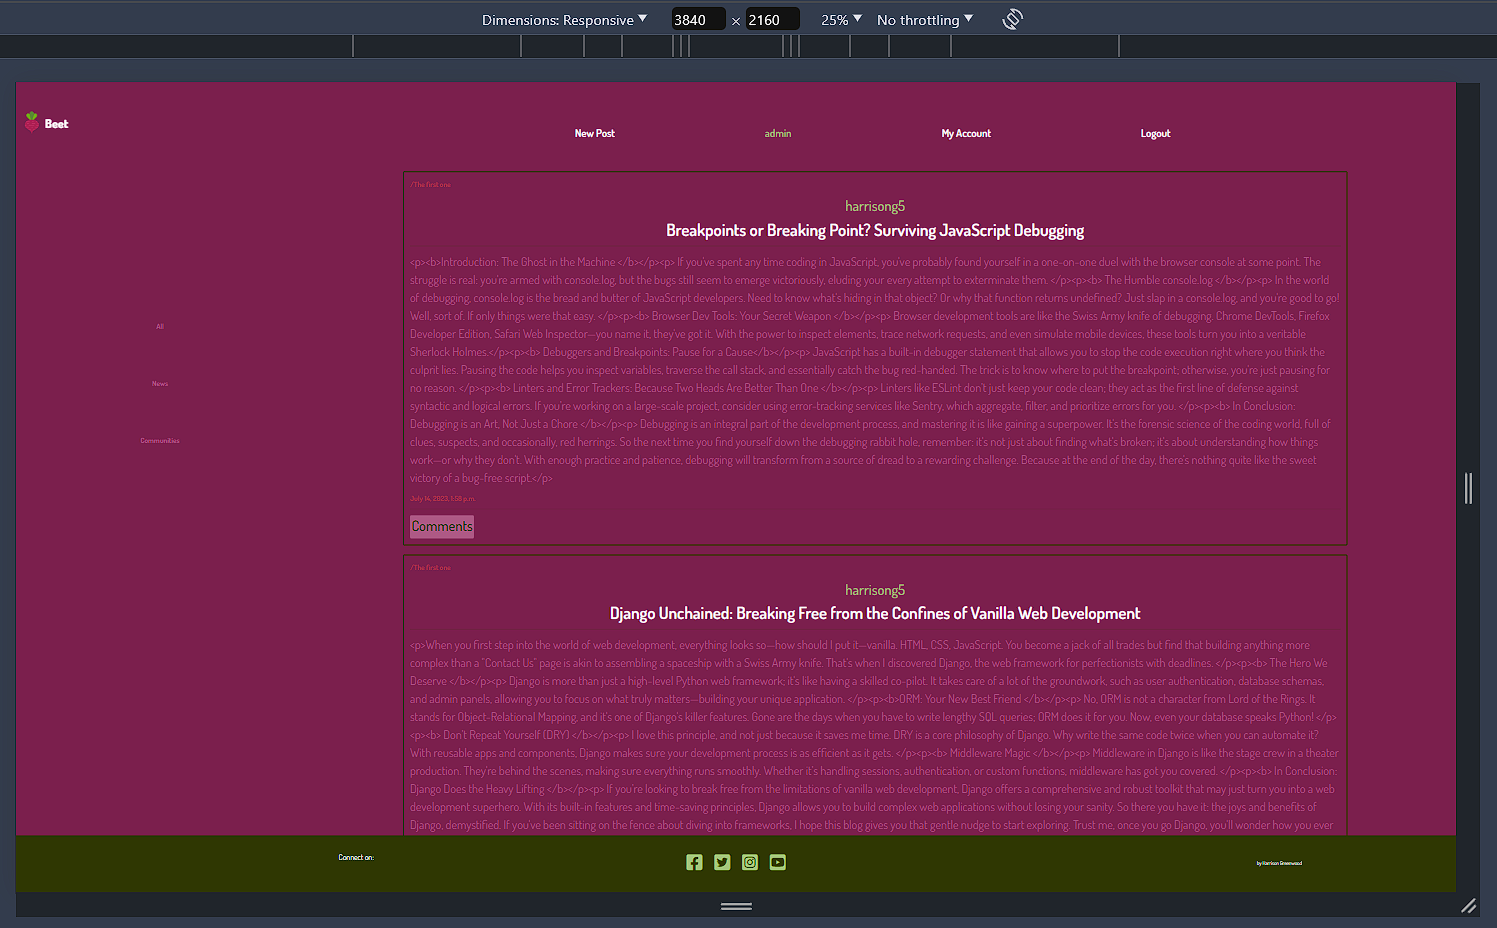 Dimensions: Responsive 3840 × 2160 25% No throttling
Beet
New Post admin My Account Logout
All
News
Communities
/The first one
harrisong5
Breakpoints or Breaking Point? Surviving JavaScript Debugging
<p><b>Introduction: The Ghost in the Machine </b></p><p> If you've spent any time coding in JavaScript, you've probably found yourself in a one-on-one duel with the browser console at some point. The
struggle is real: you're armed with console.log, but the bugs still seem to emerge victoriously, eluding your every attempt to exterminate them. </p><p><b> The Humble console.log </b></p><p> In the world
of debugging, console.log is the bread and butter of JavaScript developers. Need to know what's hiding in that object? Or why that function returns undefined? Just slap in a console.log, and you're good to go!
Well, sort of. If only things were that easy. </p><p><b> Browser Dev Tools: Your Secret Weapon </b></p><p> Browser development tools are like the Swiss Army knife of debugging. Chrome DevTools, Firefox
Developer Edition, Safari Web Inspector—you name it, they've got it. With the power to inspect elements, trace network requests, and even simulate mobile devices, these tools turn you into a veritable
Sherlock Holmes.</p><p><b> Debuggers and Breakpoints: Pause for a Cause</b></p><p> JavaScript has a built-in debugger statement that allows you to stop the code execution right where you think the
culprit lies. Pausing the code helps you inspect variables, traverse the call stack, and essentially catch the bug red-handed. The trick is to know where to put the breakpoint; otherwise, you're just pausing for
no reason. </p><p><b> Linters and Error Trackers: Because Two Heads Are Better Than One </b></p><p> Linters like ESLint don't just keep your code clean; they act as the first line of defense against
syntactic and logical errors. If you're working on a large-scale project, consider using error-tracking services like Sentry, which aggregate, filter, and prioritize errors for you. </p><p><b> In Conclusion:
Debugging is an Art, Not Just a Chore </b></p><p> Debugging is an integral part of the development process, and mastering it is like gaining a superpower. It's the forensic science of the coding world, full of
clues, suspects, and occasionally, red herrings. So the next time you find yourself down the debugging rabbit hole, remember: it's not just about finding what's broken; it's about understanding how things
work—or why they don't. With enough practice and patience, debugging will transform from a source of dread to a rewarding challenge. Because at the end of the day, there's nothing quite like the sweet
victory of a bug-free script.</p>
July 14, 2023, 1:58 p.m.
Comments
/The first one
harrisong5
Django Unchained: Breaking Free from the Confines of Vanilla Web Development
<p>When you first step into the world of web development, everything looks so—how should I put it—vanilla. HTML, CSS, JavaScript. You become a jack of all trades but find that building anything more
complex than a "Contact Us" page is akin to assembling a spaceship with a Swiss Army knife. That's when I discovered Django, the web framework for perfectionists with deadlines. </p><p><b> The Hero We
Deserve </b></p><p> Django is more than just a high-level Python web framework; it's like having a skilled co-pilot. It takes care of a lot of the groundwork, such as user authentication, database schemas,
and admin panels, allowing you to focus on what truly matters—building your unique application. </p><p><b>ORM: Your New Best Friend </b></p><p> No, ORM is not a character from Lord of the Rings. It
stands for Object-Relational Mapping, and it's one of Django's killer features. Gone are the days when you have to write lengthy SQL queries; ORM does it for you. Now, even your database speaks Python! </p>
<p><b> Don't Repeat Yourself (DRY) </b></p><p> I love this principle, and not just because it saves me time. DRY is a core philosophy of Django. Why write the same code twice when you can automate it?
With reusable apps and components, Django makes sure your development process is as efficient as it gets. </p><p><b> Middleware Magic </b></p><p> Middleware in Django is like the stage crew in a theater
production. They're behind the scenes, making sure everything runs smoothly. Whether it's handling sessions, authentication, or custom functions, middleware has got you covered. </p><p><b> In Conclusion:
Django Does the Heavy Lifting </b></p><p> If you're looking to break free from the limitations of vanilla web development, Django offers a comprehensive and robust toolkit that may just turn you into a web
development superhero. With its built-in features and time-saving principles, Django allows you to build complex web applications without losing your sanity. So there you have it: the joys and benefits of
Django, demystified. If you've been sitting on the fence about diving into frameworks, I hope this blog gives you that gentle nudge to start exploring. Trust me, once you go Django, you'll wonder how you ever
Connect on:
by Harrison Greenwood